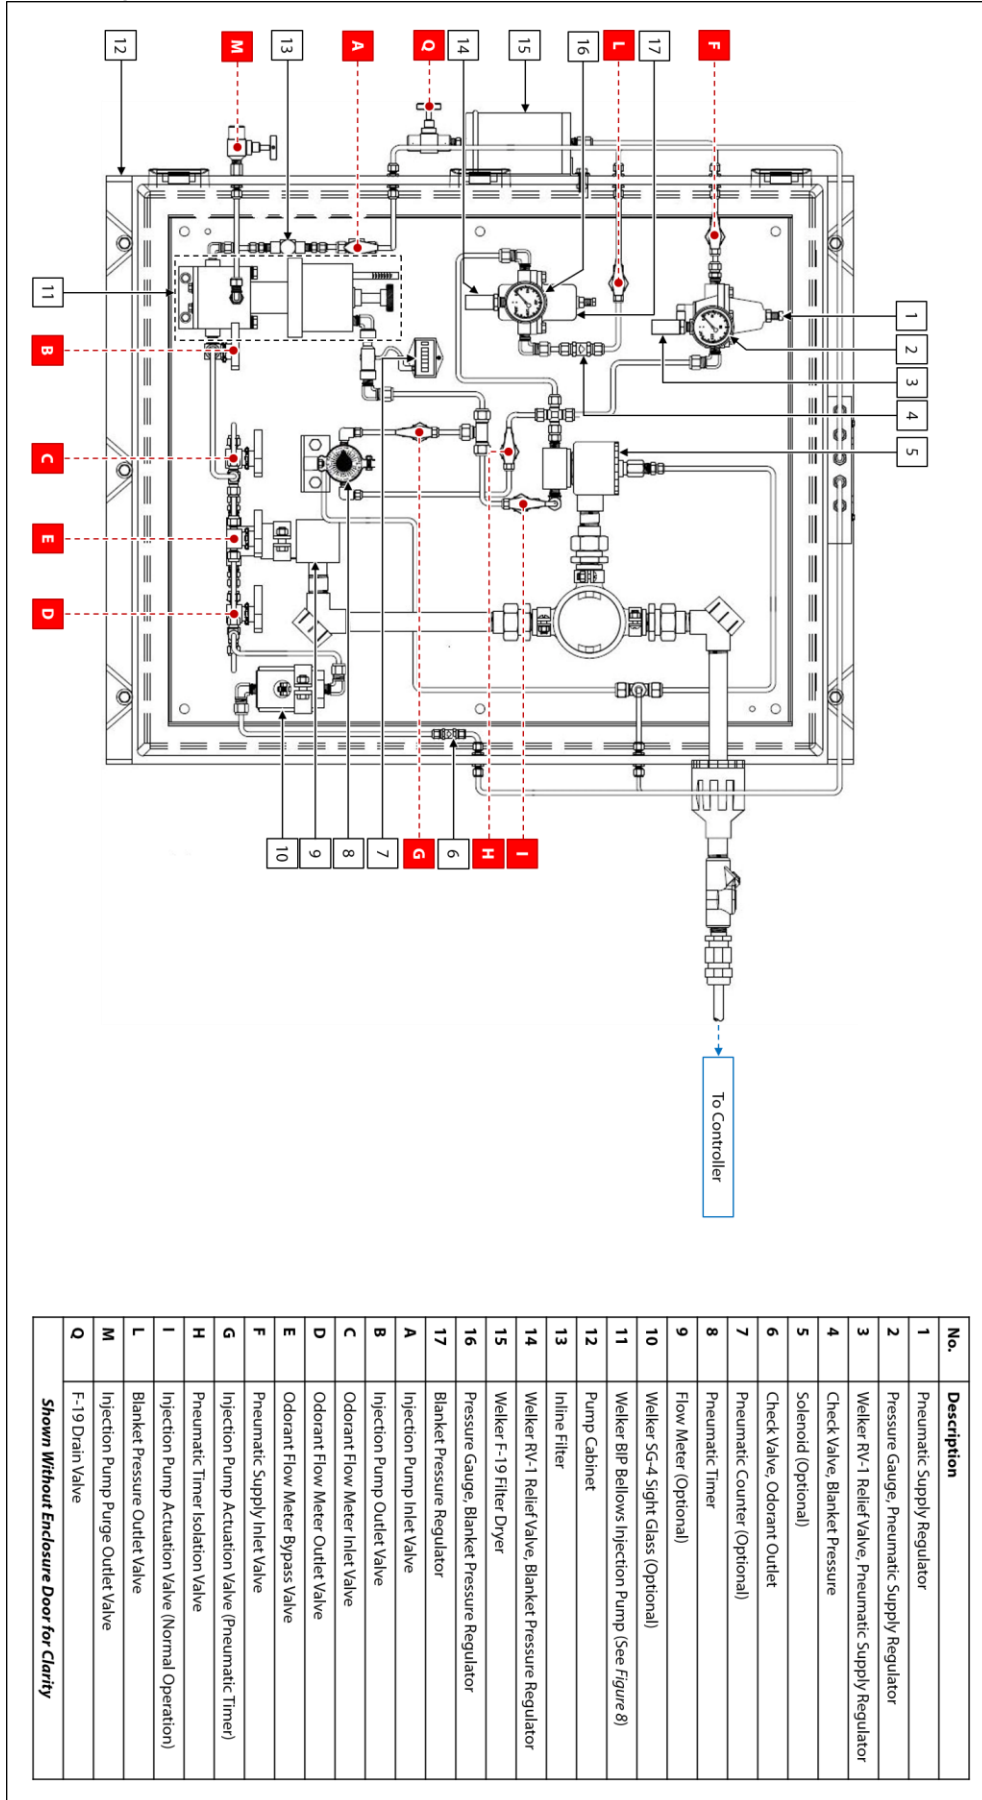 F
17
L
16
15
14
Q
A
13
M
12
1
2
3
4
5
11
B
C
E
D
I
H
6
G
7
8
9
10
To Controller
No. Description
1 Pneumatic Supply Regulator
2 Pressure Gauge, Pneumatic Supply Regulator
3 Welker RV-1 Relief Valve, Pneumatic Supply Regulator
4 Check Valve, Blanket Pressure
5 Solenoid (Optional)
6 Check Valve, Odorant Outlet
7 Pneumatic Counter (Optional)
8 Pneumatic Timer
9 Flow Meter (Optional)
10 Welker SG-4 Sight Glass (Optional)
11 Welker BIP Bellows Injection Pump (See Figure 8)
12 Pump Cabinet
13 Inline Filter
14 Welker RV-1 Relief Valve, Blanket Pressure Regulator
15 Welker F-19 Filter Dryer
16 Pressure Gauge, Blanket Pressure Regulator
17 Blanket Pressure Regulator
A Injection Pump Inlet Valve
B Injection Pump Outlet Valve
C Odorant Flow Meter Inlet Valve
D Odorant Flow Meter Outlet Valve
E Odorant Flow Meter Bypass Valve
F Pneumatic Supply Inlet Valve
G Injection Pump Actuation Valve (Pneumatic Timer)
H Pneumatic Timer Isolation Valve
I Injection Pump Actuation Valve (Normal Operation)
L Blanket Pressure Outlet Valve
M Injection Pump Purge Outlet Valve
Q F-19 Drain Valve
Shown Without Enclosure Door for Clarity